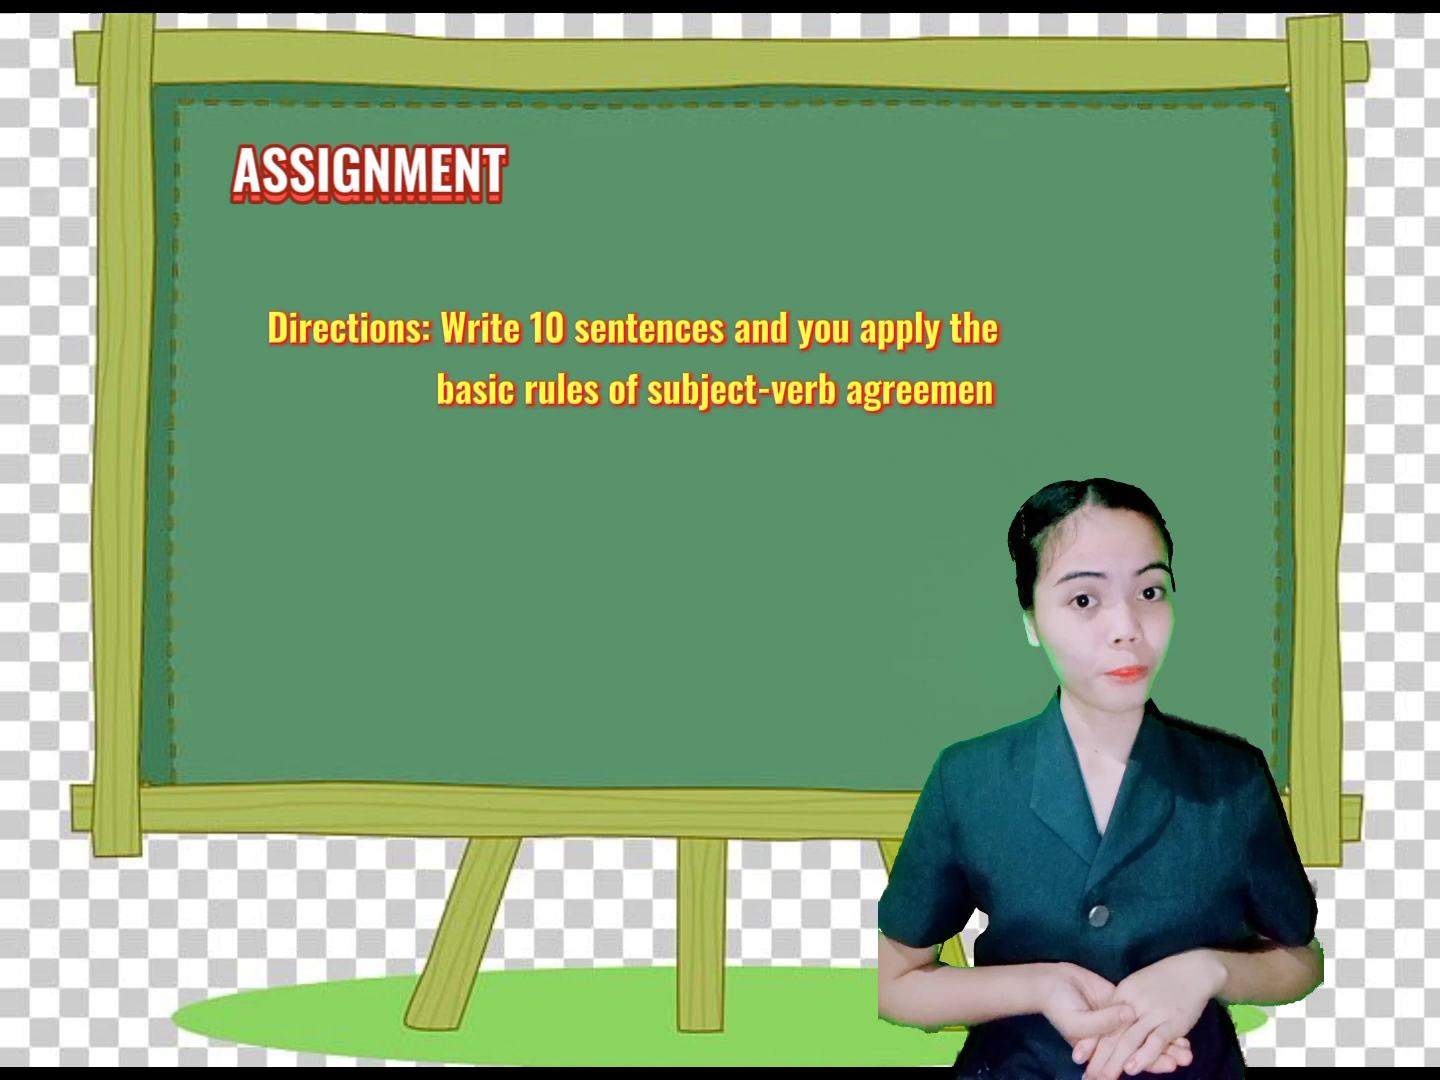 ASSIGNMENT
Directions: Write 10 sentences and you apply the
basic rules of subject-verb agreemen